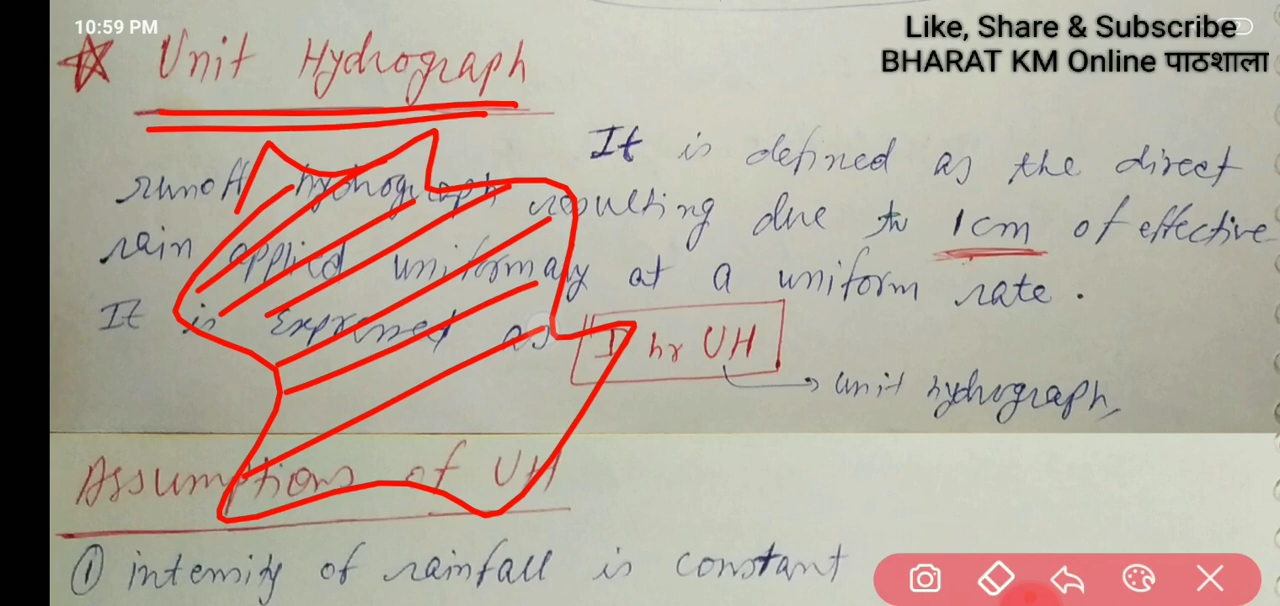 10:59 PM
Like, Share & Subscribe
BHARAT KM Online पाठशाला
Unit Hydrograph
It is defined as the direct
runoff hydrograph resulting due to 1cm of effective
rain applied uniformaly at a uniform rate.
It is Expressed as D hr UH
unit hydrograph,
Assumptions of UH
① intensity of rainfall is constant